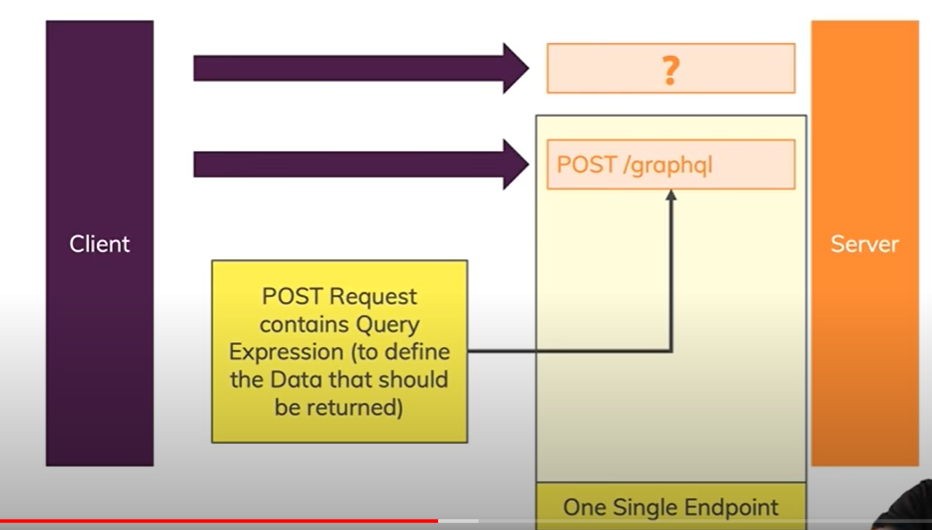 ?
POST /graphql
Client
Server
POST Request
contains Query
Expression (to define
the Data that should
be returned)
One Single Endpoint